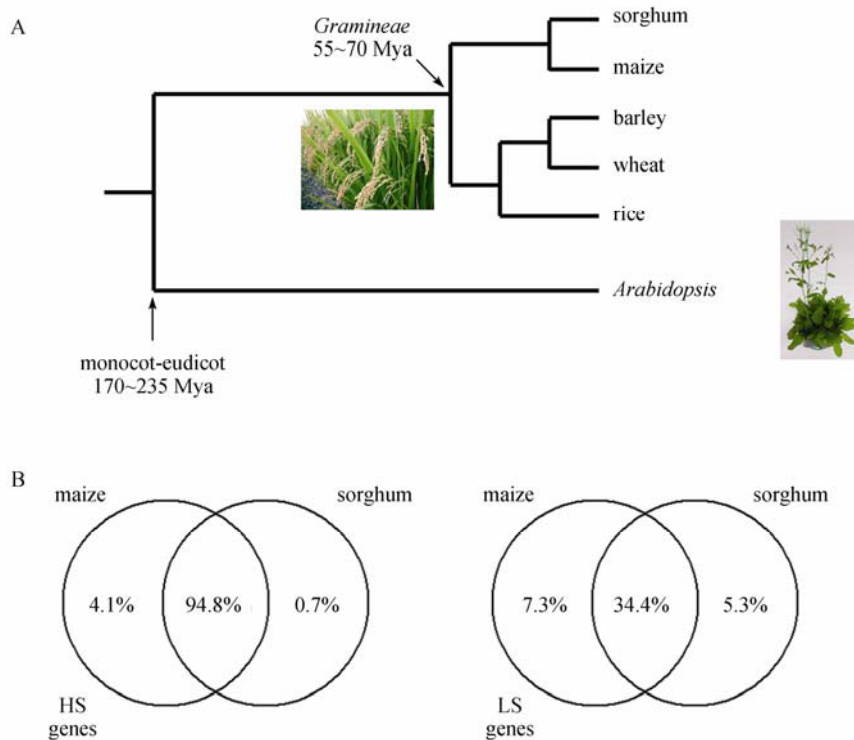 A
Gramineae
55~70 Mya
sorghum
maize
barley
wheat
rice
Arabidopsis
monocot-eudicot
170~235 Mya
B
maize
sorghum
4.1%
94.8%
0.7%
HS
genes
maize
sorghum
7.3%
34.4%
5.3%
LS
genes